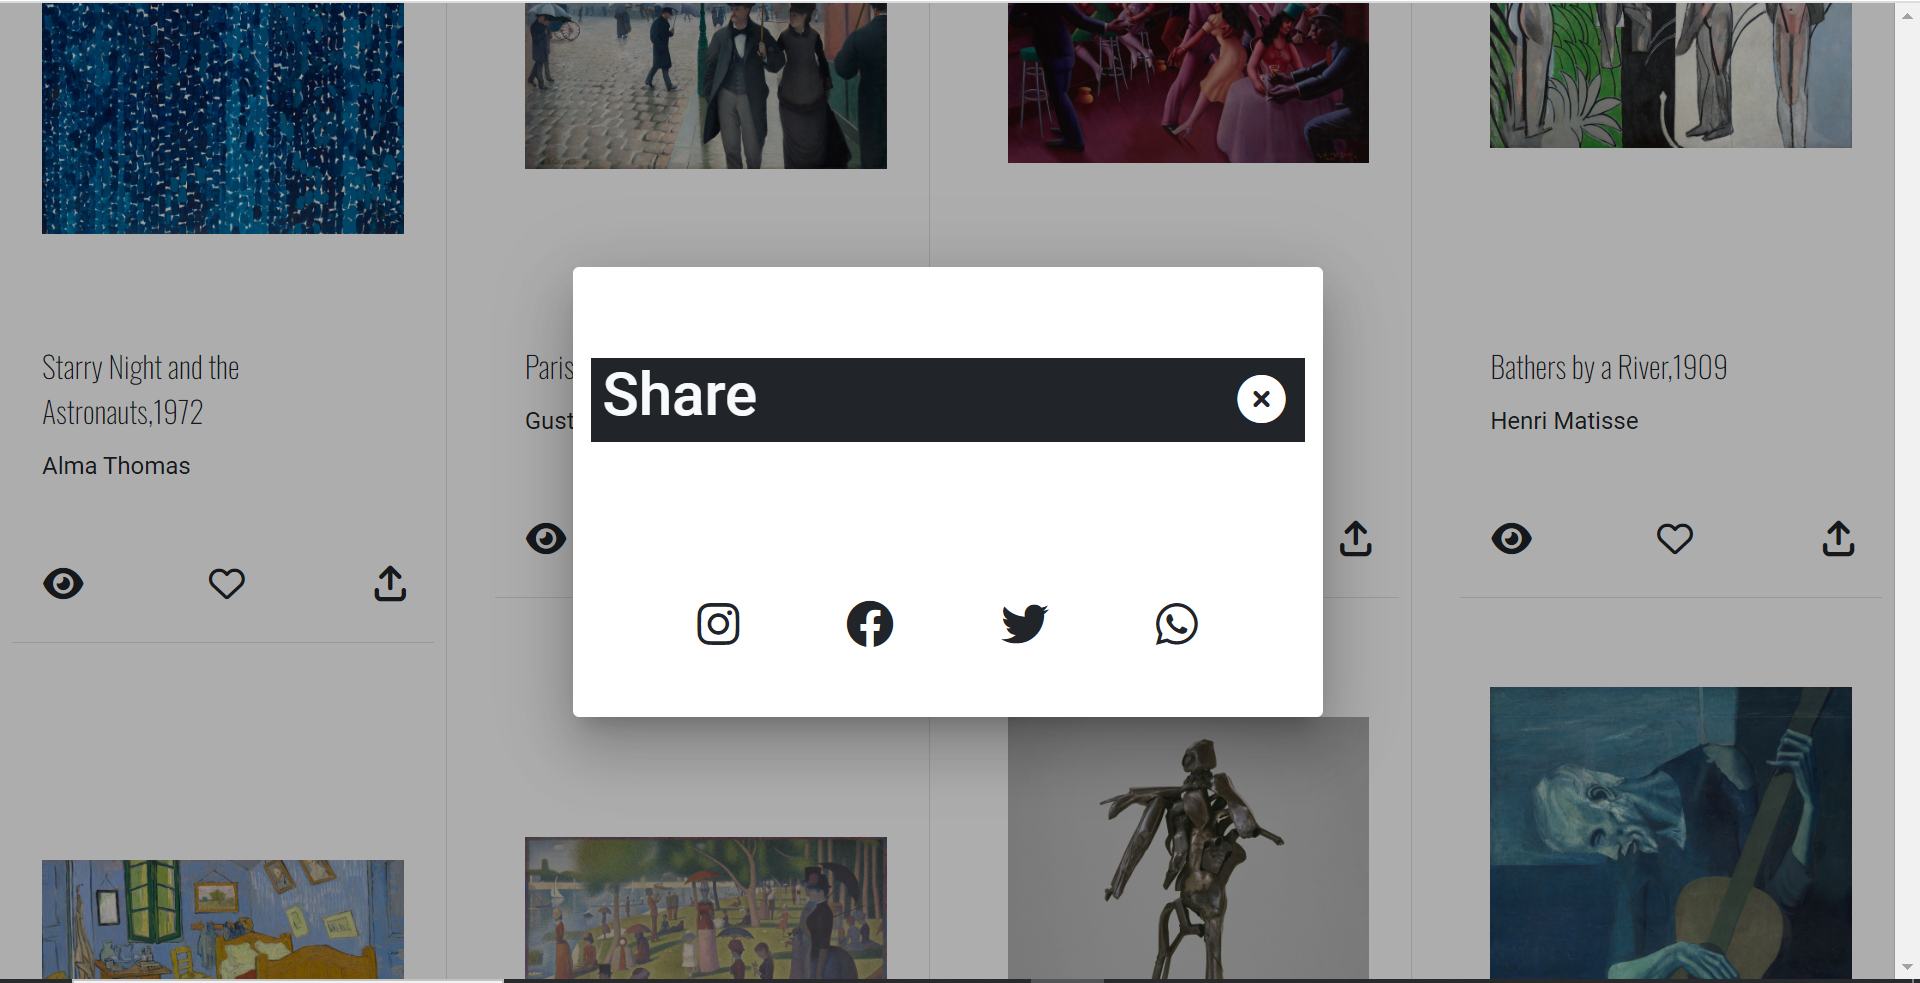 Starry Night and the
Astronauts,1972
Alma Thomas
Paris
Gust
Share
Bathers by a River,1909
Henri Matisse